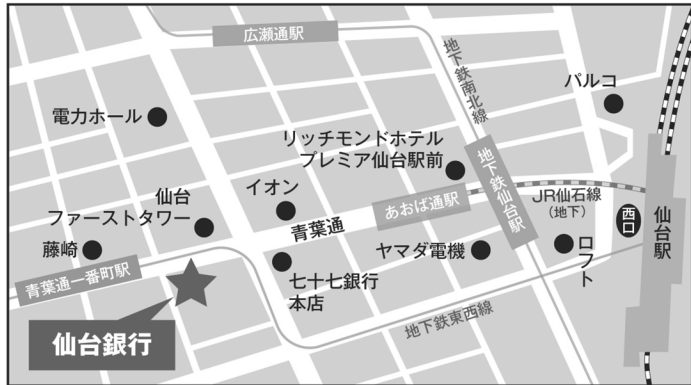 広瀬通駅
地下鉄南北線
パルコ
電力ホール
リッチモンドホテル
プレミア仙台駅前
地下鉄仙台駅
仙台
ファーストタワー
イオン
青葉通
あおば通駅
JR仙石線
（地下）
西口
仙台駅
藤崎
青葉通一番町駅
七十七銀行
本店
ヤマダ電機
ロフト
地下鉄東西線
仙台銀行